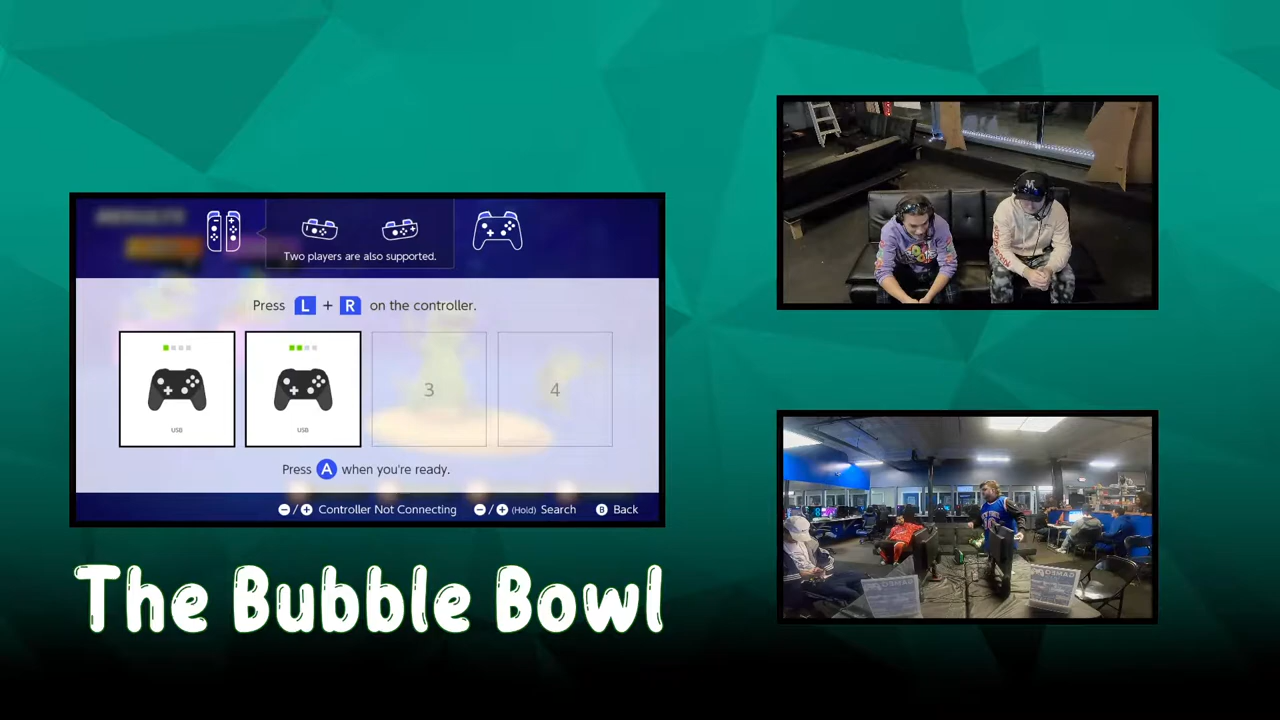 Two players are also supported.
Press L + R on the controller.
USB
USB
3
4
Press A when you're ready.
−/+ Controller Not Connecting −/+ (Hold) Search B Back
The Bubble Bowl